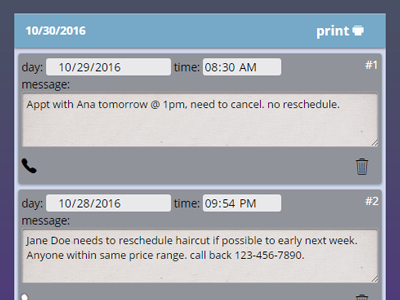 10/30/2016 print
#1
day: 10/29/2016 time: 08:30 AM
message:
Appt with Ana tomorrow @ 1pm, need to cancel. no reschedule.
#2
day: 10/28/2016 time: 09:54 PM
message:
Jane Doe needs to reschedule haircut if possible to early next week.
Anyone within same price range. call back 123-456-7890.